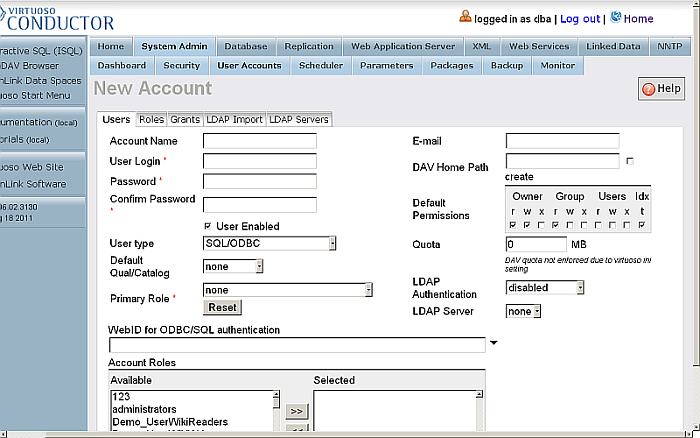 VIRTUOSO
CONDUCTOR
logged in as dba | Log out | Home
ractive SQL (ISQL)
DAV Browser
nLink Data Spaces
uoso Start Menu
umentation (local)
orials (local)
tuoso Web Site
nLink Software
06.02.3130
g 18 2011
Home System Admin Database Replication Web Application Server XML Web Services Linked Data NNTP
Dashboard Security User Accounts Scheduler Parameters Packages Backup Monitor
New Account
Help
Users Roles Grants LDAP Import LDAP Servers
Account Name
User Login *
Password *
Confirm Password
*
User Enabled
User type SQL/ODBC
Default
Qual/Catalog none
Primary Role * none
Reset
E-mail
DAV Home Path
create
Default
Permissions
Owner Group Users Idx
r w x r w x r w x t
Quota 0 MB
DAV quota not enforced due to virtuoso ini
setting
LDAP
Authentication disabled
LDAP Server none
WebID for ODBC/SQL authentication
Account Roles
Available Selected
123
administrators
Demo_UserWikiReaders
>>